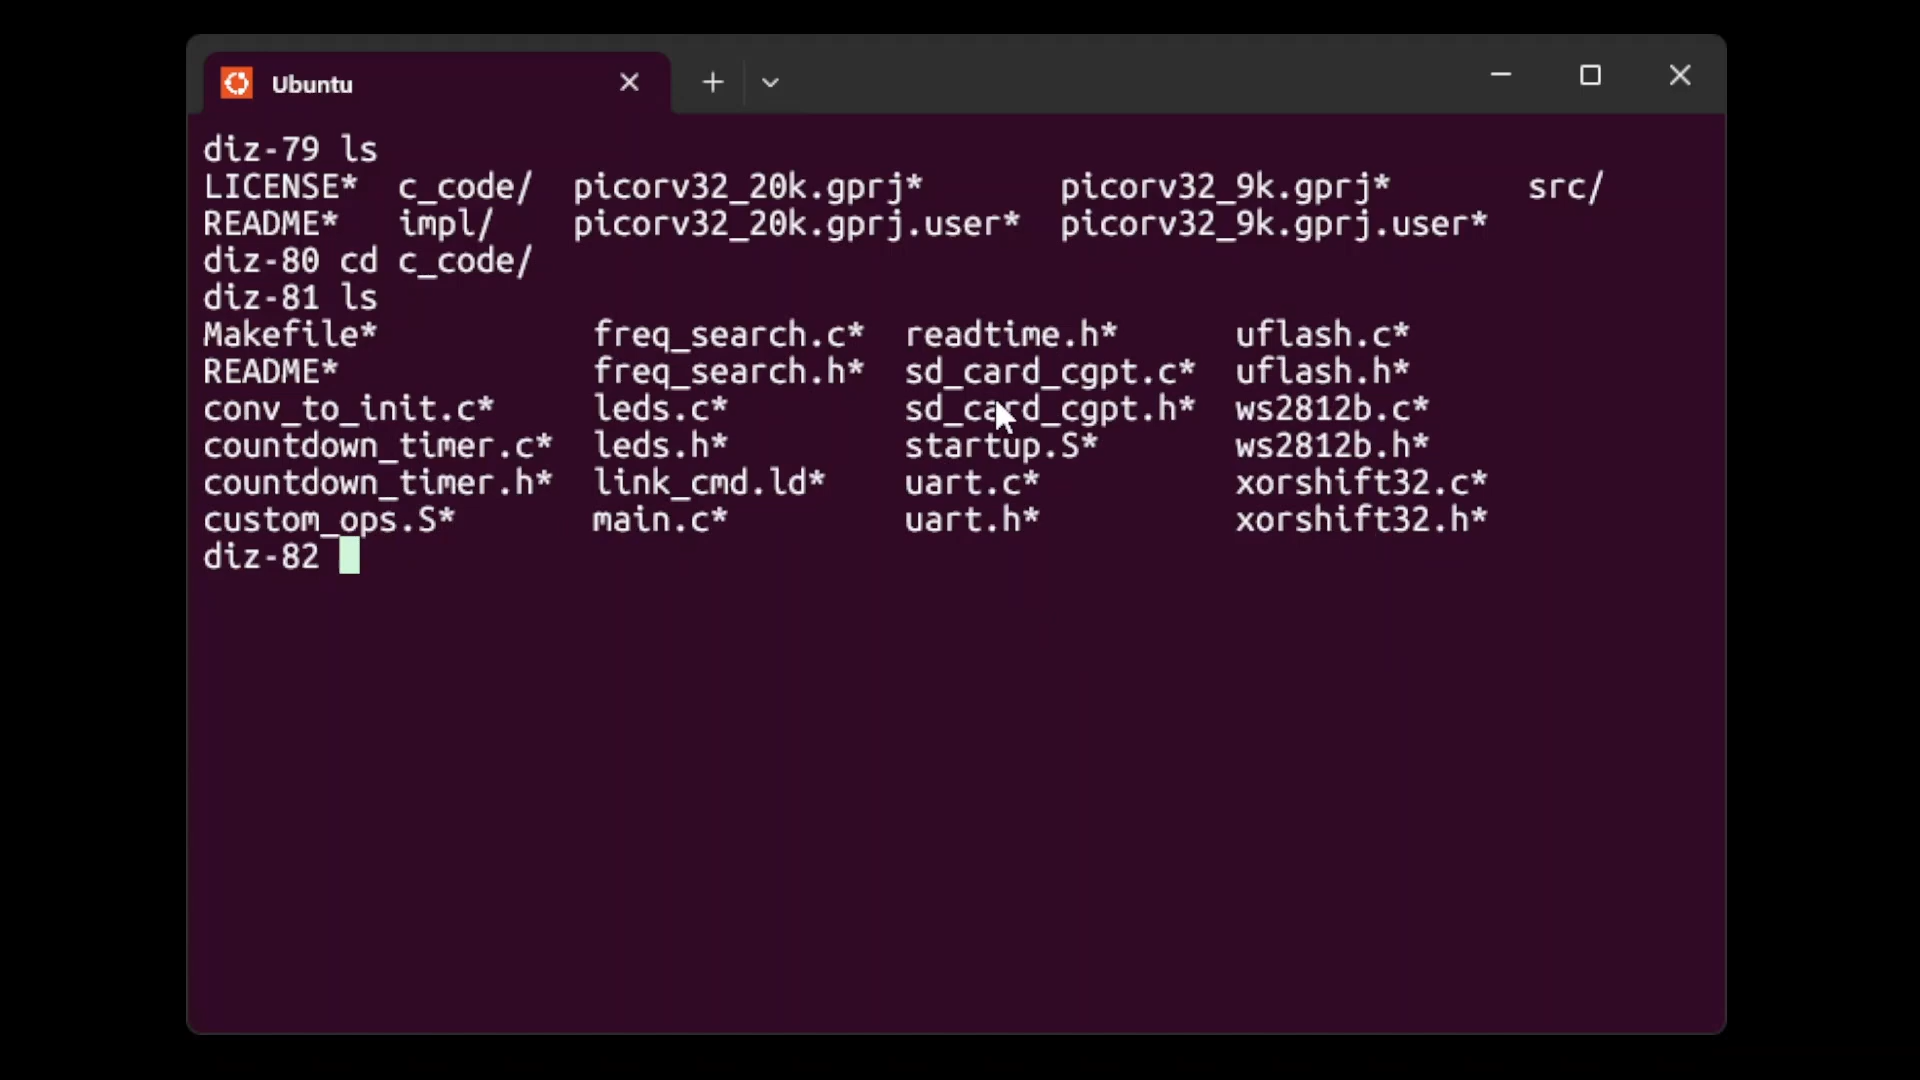 Ubuntu
diz-79 ls
LICENSE*  c_code/  picorv32_20k.gprj*       picorv32_9k.gprj*       src/
README*   impl/    picorv32_20k.gprj.user*  picorv32_9k.gprj.user*
diz-80 cd c_code/
diz-81 ls
Makefile*           freq_search.c*  readtime.h*      uflash.c*
README*             freq_search.h*  sd_card_cgpt.c*  uflash.h*
conv_to_init.c*     leds.c*         sd_card_cgpt.h*  ws2812b.c*
countdown_timer.c*  leds.h*         startup.S*       ws2812b.h*
countdown_timer.h*  link_cmd.ld*    uart.c*          xorshift32.c*
custom_ops.S*       main.c*         uart.h*          xorshift32.h*
diz-82